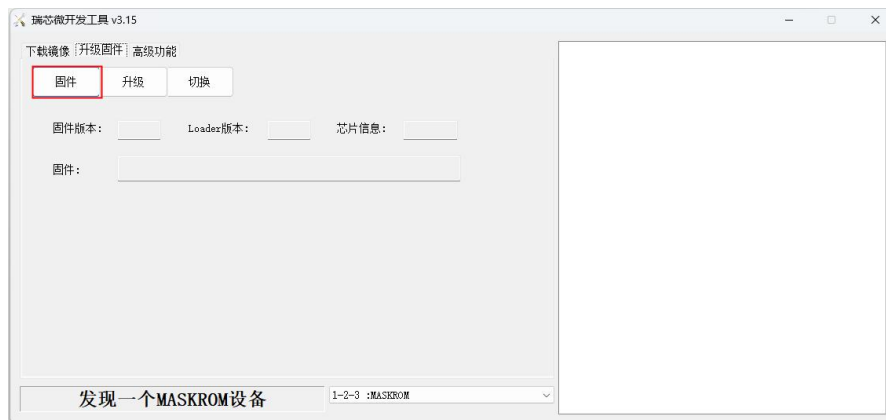 瑞芯微开发工具 v3.15
下载镜像 升级固件 高级功能
固件 升级 切换
固件版本: Loader版本: 芯片信息:
固件:
发现一个MASKROM设备 1-2-3 :MASKROM